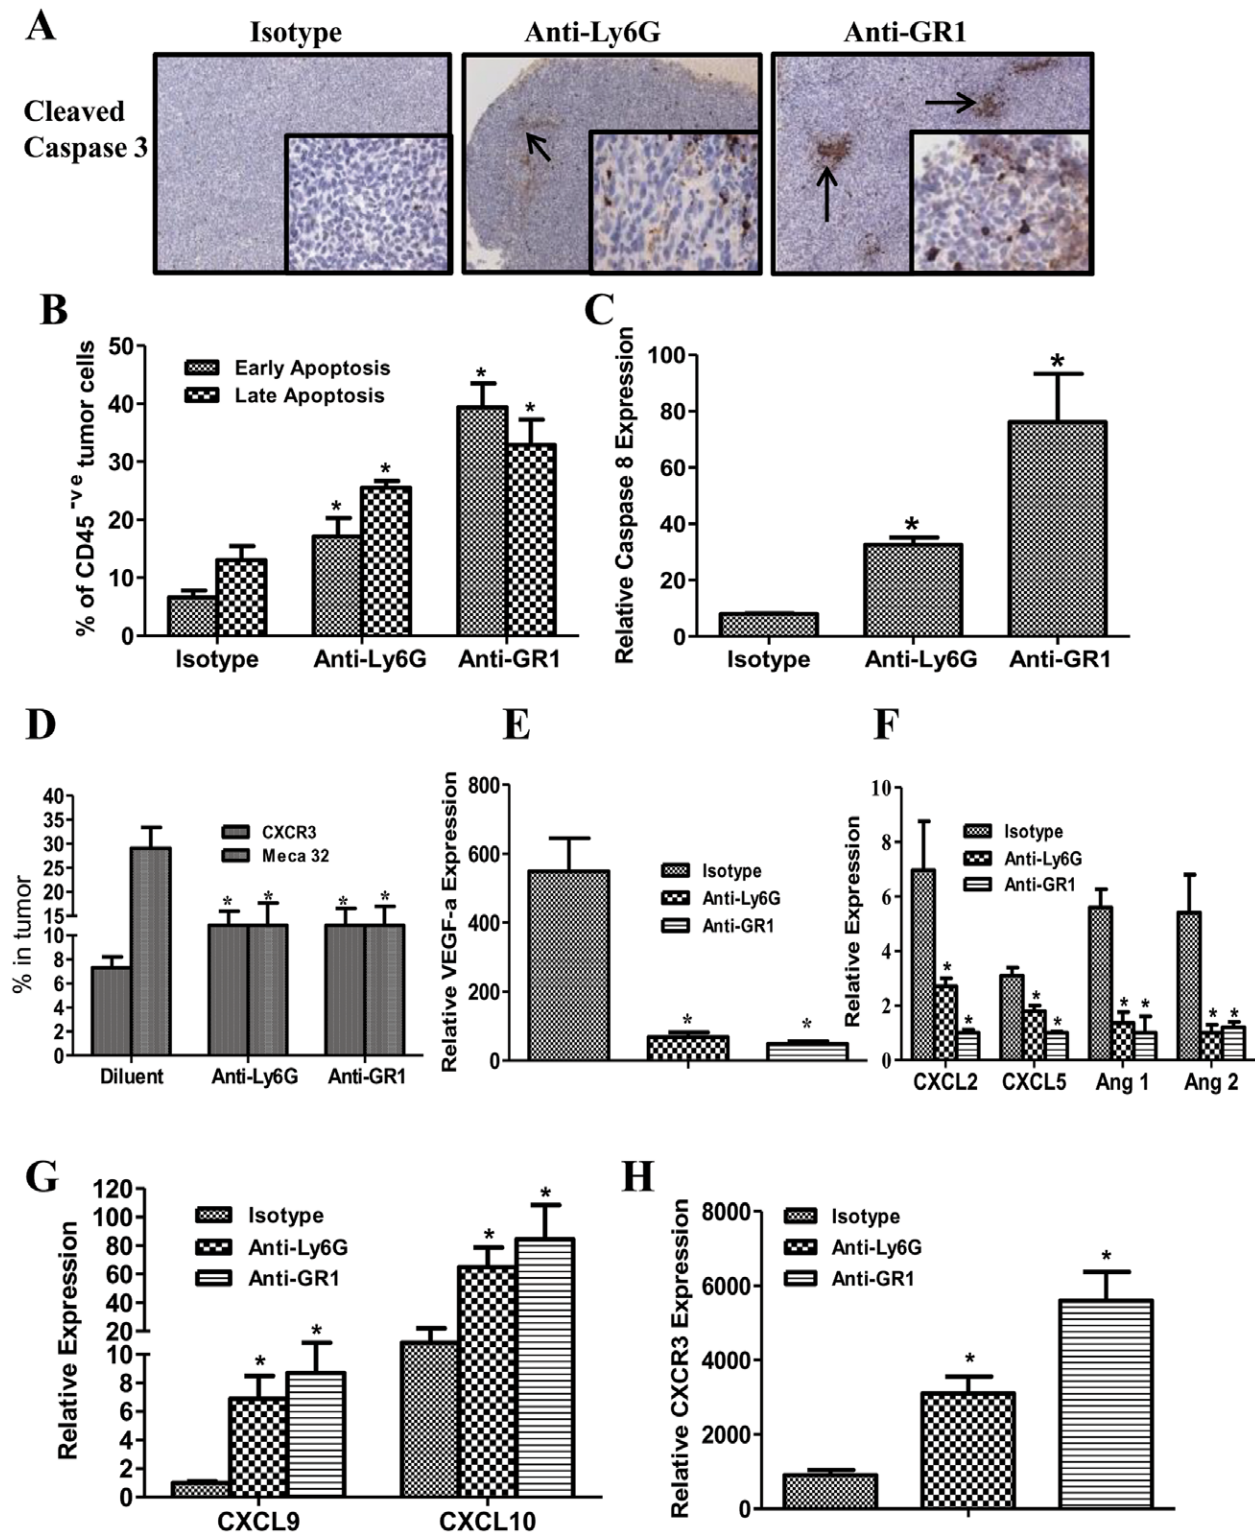 A
Isotype
Anti-Ly6G
Anti-GR1
Cleaved
Caspase 3
B
% of CD45 -ve tumor cells
50
40
30
20
10
0
Early Apoptosis
Late Apoptosis
*
*
*
*
Isotype
Anti-Ly6G
Anti-GR1
C
Relative Caspase 8 Expression
100
80
60
40
20
0
*
*
Isotype
Anti-Ly6G
Anti-GR1
D
% in tumor
40
35
30
25
20
15
10
8
6
4
2
0
CXCR3
Meca 32
* *
* *
Diluent
Anti-Ly6G
Anti-GR1
E
Relative VEGF-a Expression
800
600
400
200
0
Isotype
Anti-Ly6G
Anti-GR1
*
*
F
Relative Expression
10
8
6
4
2
0
Isotype
Anti-Ly6G
Anti-GR1
*
*
*
*
* *
* *
CXCL2
CXCL5
Ang 1
Ang 2
G
Relative Expression
120
100
80
60
40
20
10
8
6
4
2
0
Isotype
Anti-Ly6G
Anti-GR1
*
*
*
*
CXCL9
CXCL10
H
Relative CXCR3 Expression
8000
6000
4000
2000
0
Isotype
Anti-Ly6G
Anti-GR1
*
*